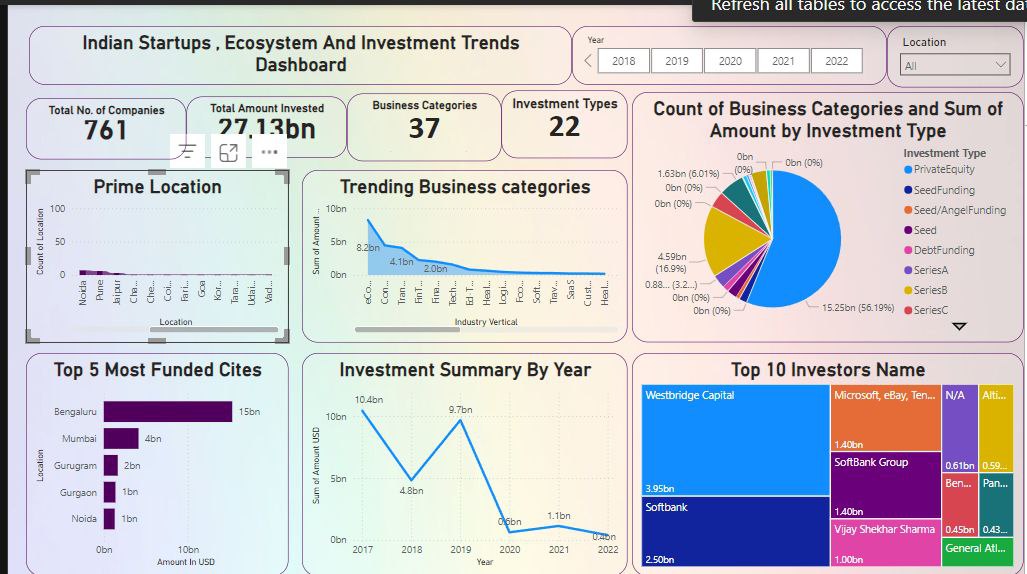 Refresh all tables to access the latest dat
Indian Startups , Ecosystem And Investment Trends
Dashboard
Year
2018
2019
2020
2021
2022
Location
All
Total No. of Companies
761
Total Amount Invested
27.13bn
Business Categories
37
Investment Types
22
Prime Location
Count of Location
100
50
0
Noida
Pune
Jaipur
Cha...
Che...
Coi...
Fari...
Goa
Kor...
Tara...
Udai...
Vad...
Location
Trending Business categories
Sum of Amount ...
10bn
5bn
0bn
8.2bn
4.1bn
2.0bn
eCo...
Con...
Tran...
FinT...
Fina...
Tech...
Ed-T...
Heal...
Logi...
Foo...
Soft...
Trav...
SaaS
Cust...
Heal...
Industry Vertical
Count of Business Categories and Sum of
Amount by Investment Type
0bn
(0%)
0bn (0%)
1.63bn (6.01%)
0bn (0%)
0bn (0%)
4.59bn
(16.9%)
0.88... (3.2...)
0bn (0%)
0bn (0%)
15.25bn (56.19%)
Investment Type
PrivateEquity
SeedFunding
Seed/AngelFunding
Seed
DebtFunding
SeriesA
SeriesB
SeriesC
Top 5 Most Funded Cites
Location
Bengaluru
15bn
Mumbai
4bn
Gurugram
2bn
Gurgaon
1bn
Noida
1bn
0bn
10bn
Amount In USD
Investment Summary By Year
Sum of Amount USD
10bn
5bn
0bn
10.4bn
4.8bn
9.7bn
0.6bn
1.1bn
0.4bn
2017
2018
2019
2020
2021
2022
Year
Top 10 Investors Name
Westbridge Capital
3.95bn
Softbank
2.50bn
Microsoft, eBay, Ten...
1.40bn
SoftBank Group
1.40bn
Vijay Shekhar Sharma
1.00bn
N/A
0.61bn
Alti...
0.59...
Ben...
0.45bn
Pan...
0.43...
General Atl...